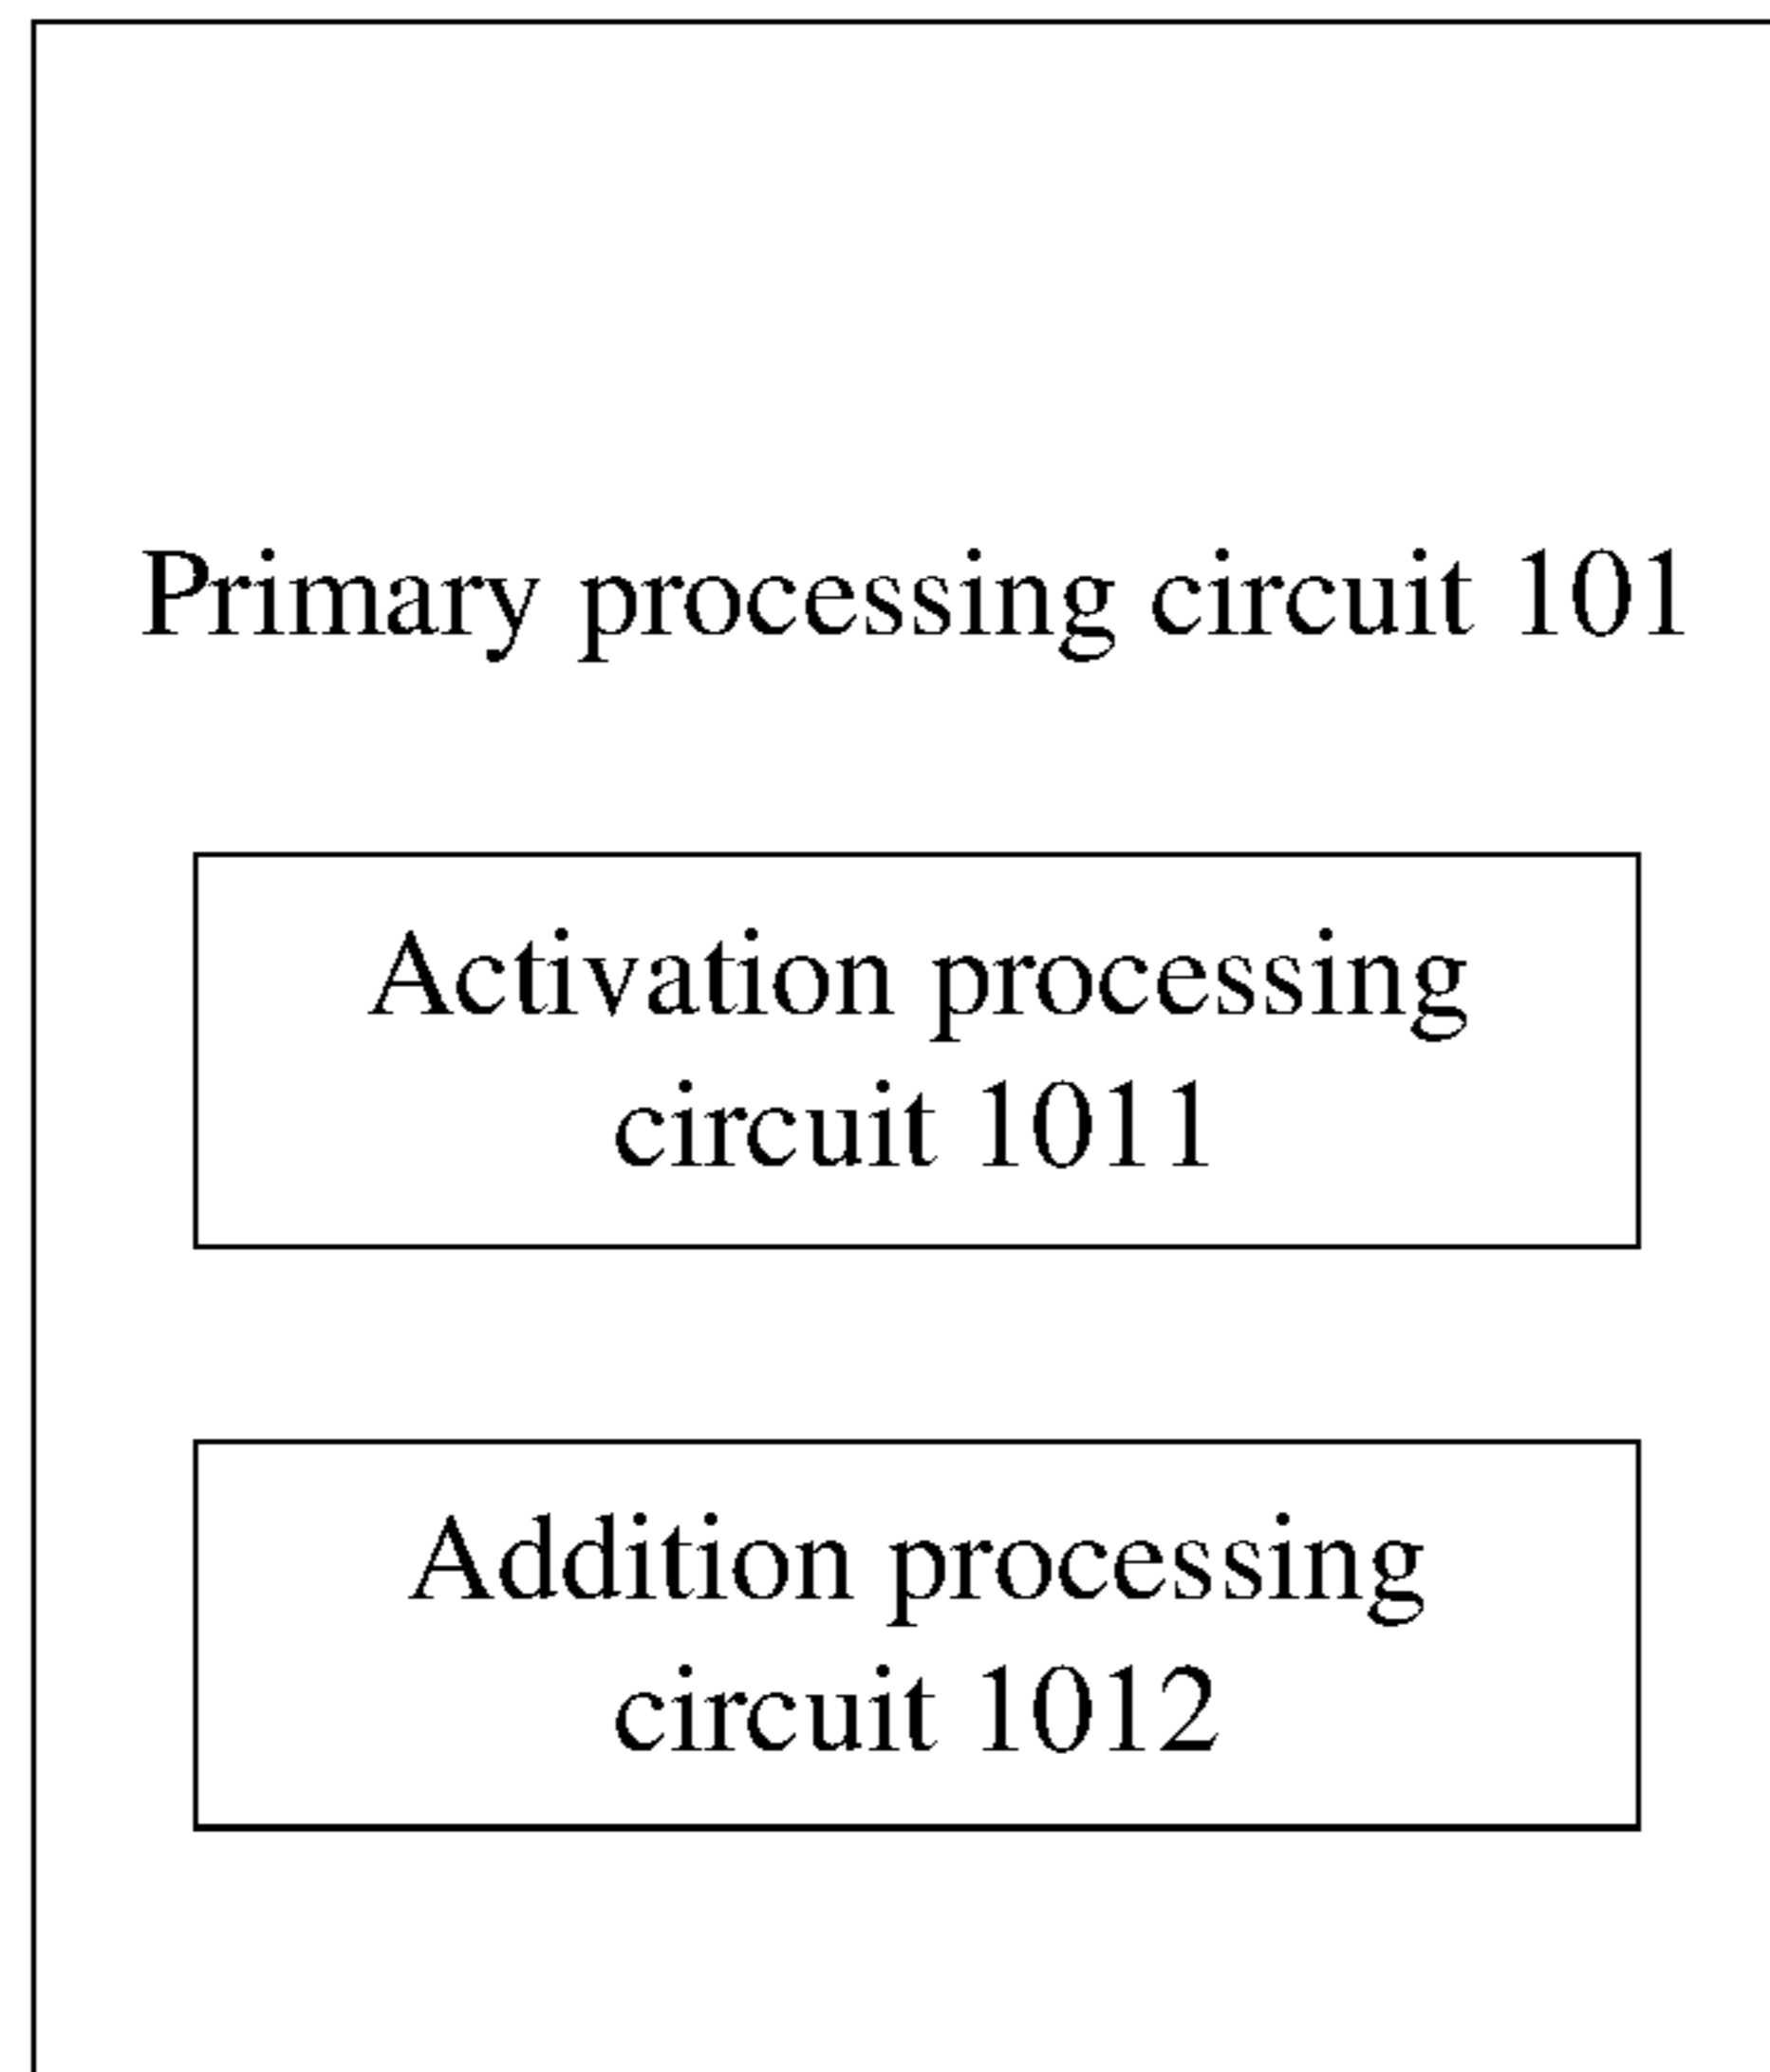 Primary processing circuit 101
Activation processing
circuit 1011
Addition processing
circuit 1012